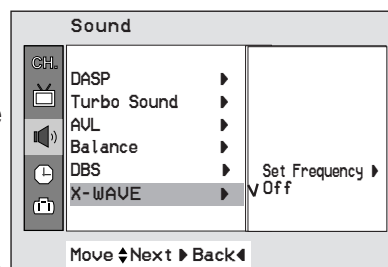 Sound
CH.
DASP
Turbo Sound
AVL
Balance
DBS
X-WAVE
Set Frequency
Off
Move Next Back